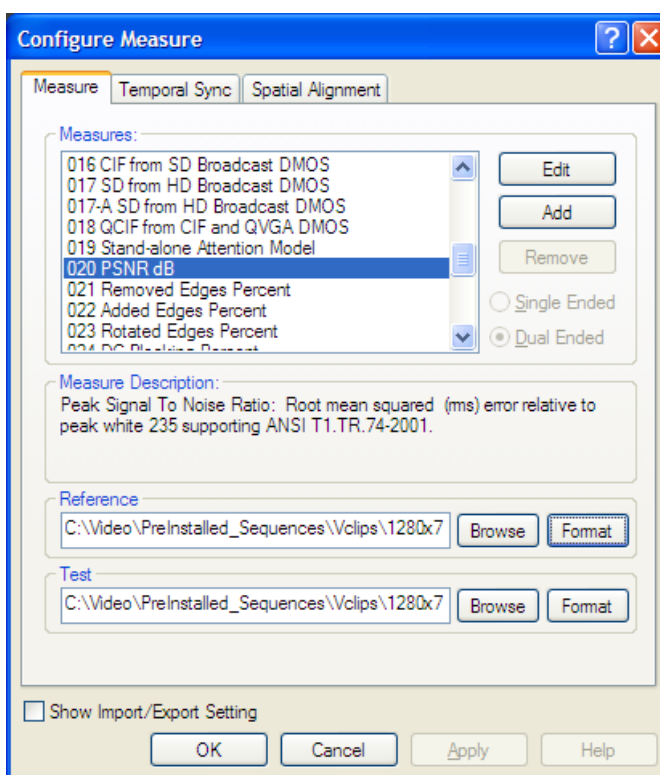 Configure Measure
Measure
Temporal Sync
Spatial Alignment
Measures:
016 CIF from SD Broadcast DMOS
017 SD from HD Broadcast DMOS
017-A SD from HD Broadcast DMOS
018 QCIF from CIF and QVGA DMOS
019 Stand-alone Attention Model
020 PSNR dB
021 Removed Edges Percent
022 Added Edges Percent
023 Rotated Edges Percent
024 DC Blocking Percent
Edit
Add
Remove
Single Ended
Dual Ended
Measure Description:
Peak Signal To Noise Ratio: Root mean squared (rms) error relative to
peak white 235 supporting ANSI T1.TR.74-2001.
Reference
C:\Video\PreInstalled_Sequences\Vclips\1280x7
Browse
Format
Test
C:\Video\PreInstalled_Sequences\Vclips\1280x7
Browse
Format
Show Import/Export Setting
OK
Cancel
Apply
Help